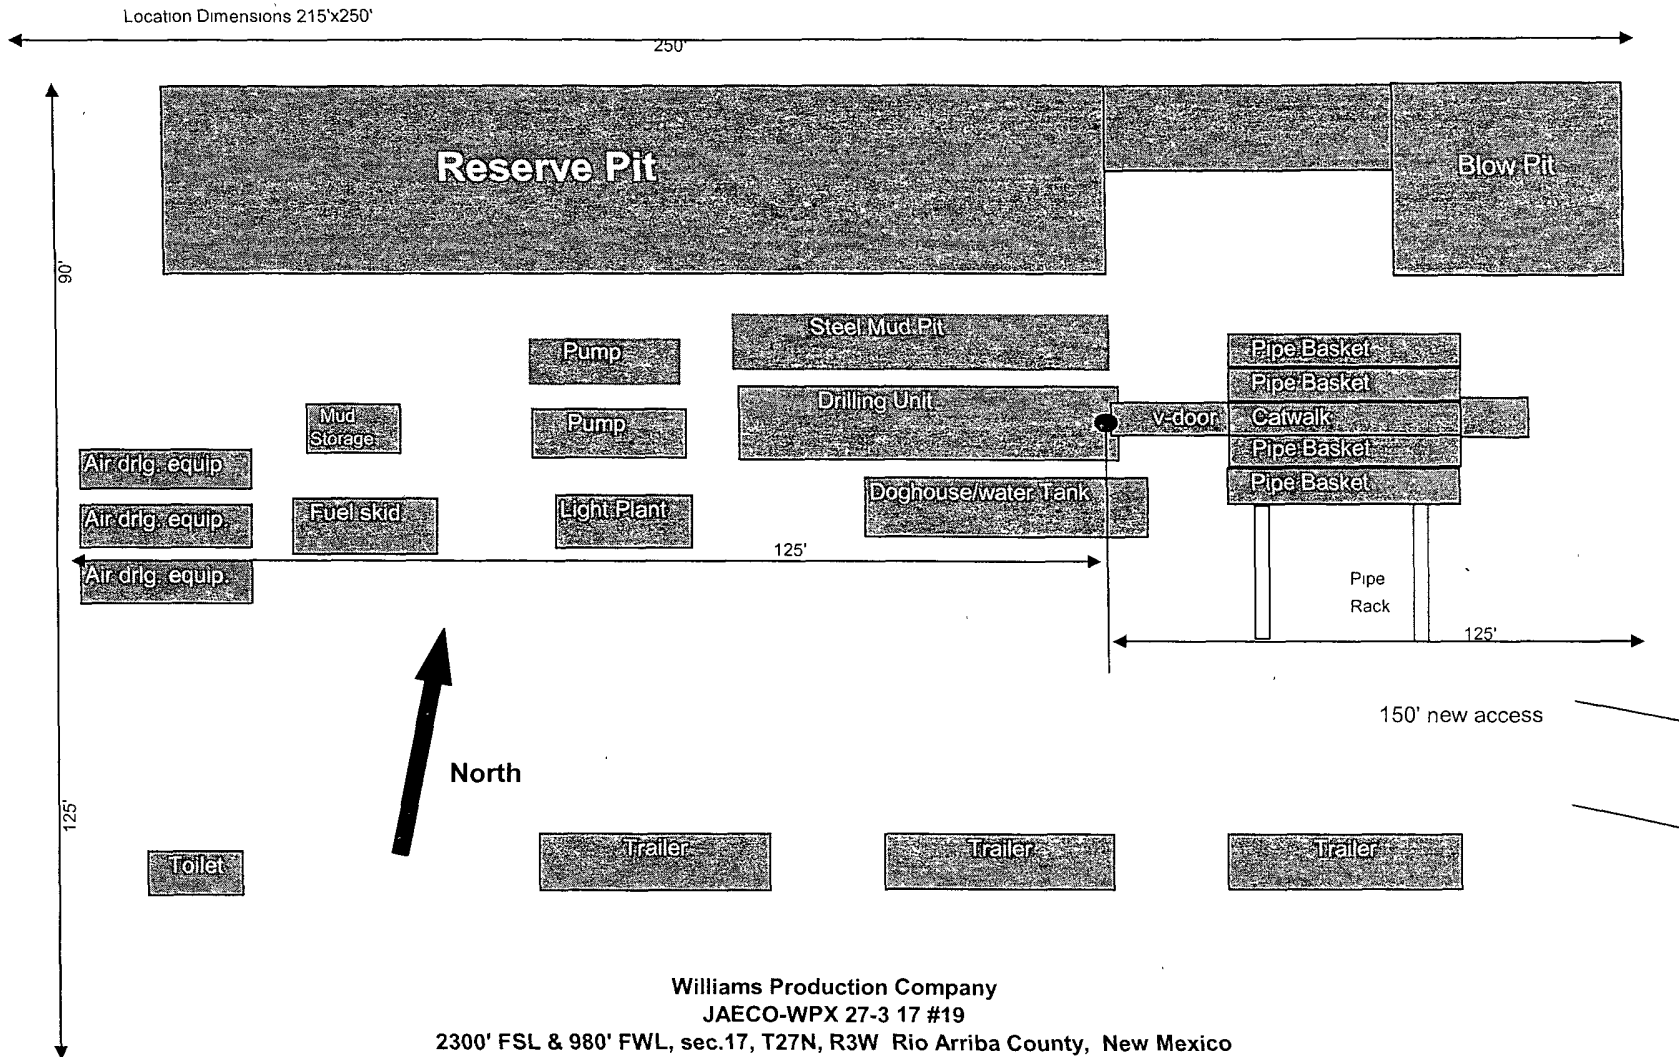 Location Dimensions 215'x250'
250'
Reserve Pit
Blow Pit
90'
Steel Mud Pit
Pump
Pipe Basket
Pipe Basket
Drilling Unit
Mud
Storage
Pump
v-door
Catwalk
Pipe Basket
Air drlg. equip
Pipe Basket
Doghouse/water Tank
Fuel skid
Light Plant
Air drlg. equip.
125'
Air drlg. equip.
Pipe
Rack
125'
150' new access
North
125'
Toilet
Trailer
Trailer
Trailer
Williams Production Company
JAECO-WPX 27-3 17 #19
2300' FSL & 980' FWL, sec.17, T27N, R3W Rio Arriba County, New Mexico